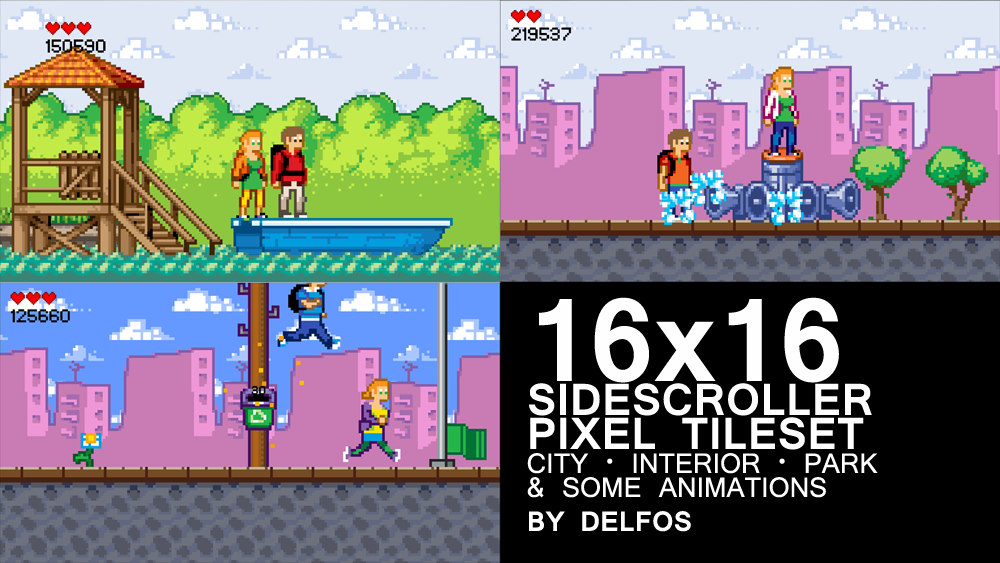 150590
219537
125660
16x16
SIDESCROLLER
PIXEL TILESET
CITY • INTERIOR • PARK
& SOME ANIMATIONS
BY DELFOS